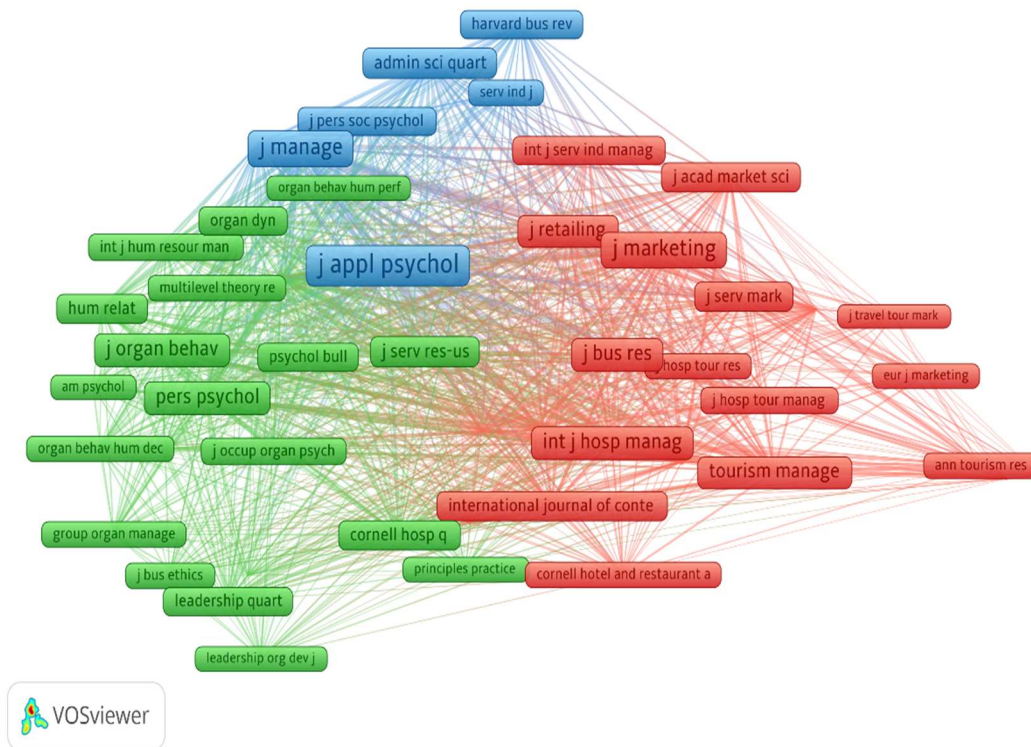 harvard bus rev
admin sci quart
serv ind j
j pers soc psychol
j manage
int j serv ind manag
j acad market sci
organ behav hum perf
organ dyn
j retailing
int j hum resour man
j marketing
j appl psychol
multilevel theory re
j serv mark
hum relat
j travel tour mark
j organ behav
psychol bull
j serv res-us
j bus res
hosp tour res
eur j marketing
am psychol
pers psychol
j hosp tour manag
organ behav hum dec
j occup organ psych
int j hosp manag
tourism manage
ann tourism res
international journal of conte
group organ manage
cornell hosp q
principles practice
cornell hotel and restaurant a
j bus ethics
leadership quart
leadership org dev j
VOSviewer